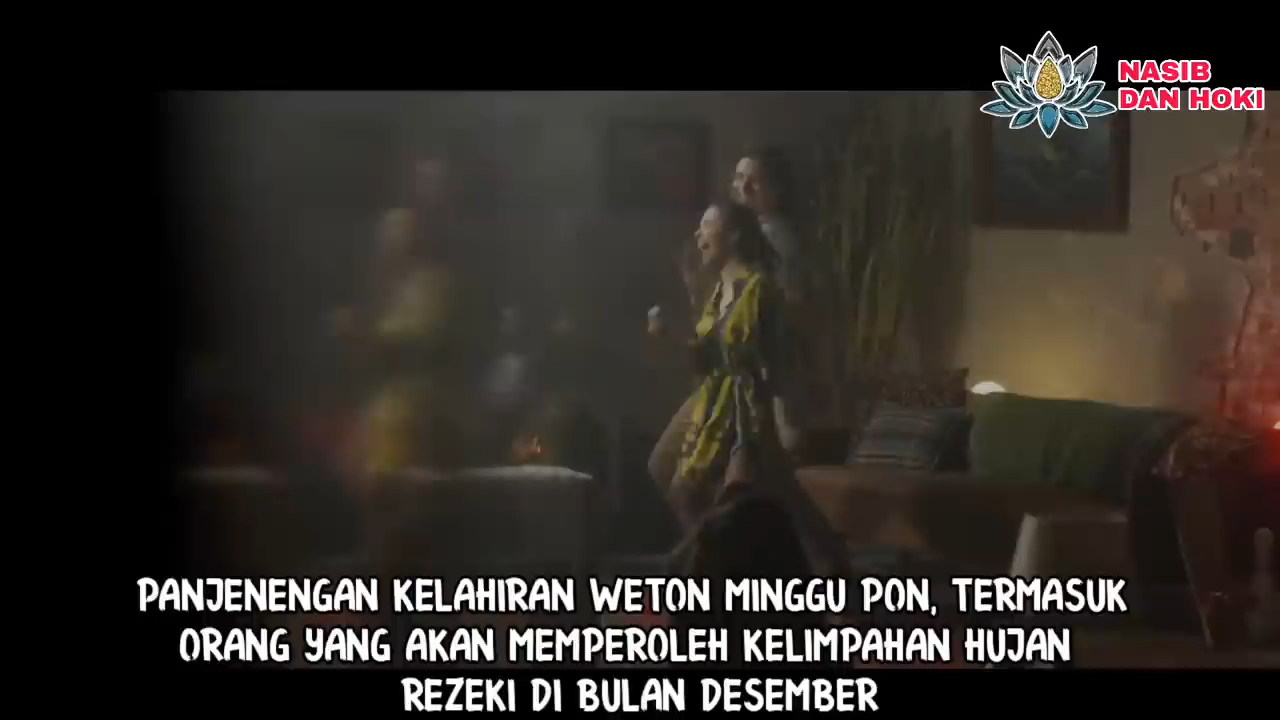 NASIB
DAN HOKI
PANJENENGAN KELAHIRAN WETON MINGGU PON, TERMASUK
ORANG YANG AKAN MEMPEROLEH KELIMPAHAN HUJAN
REZEKI DI BULAN DESEMBER